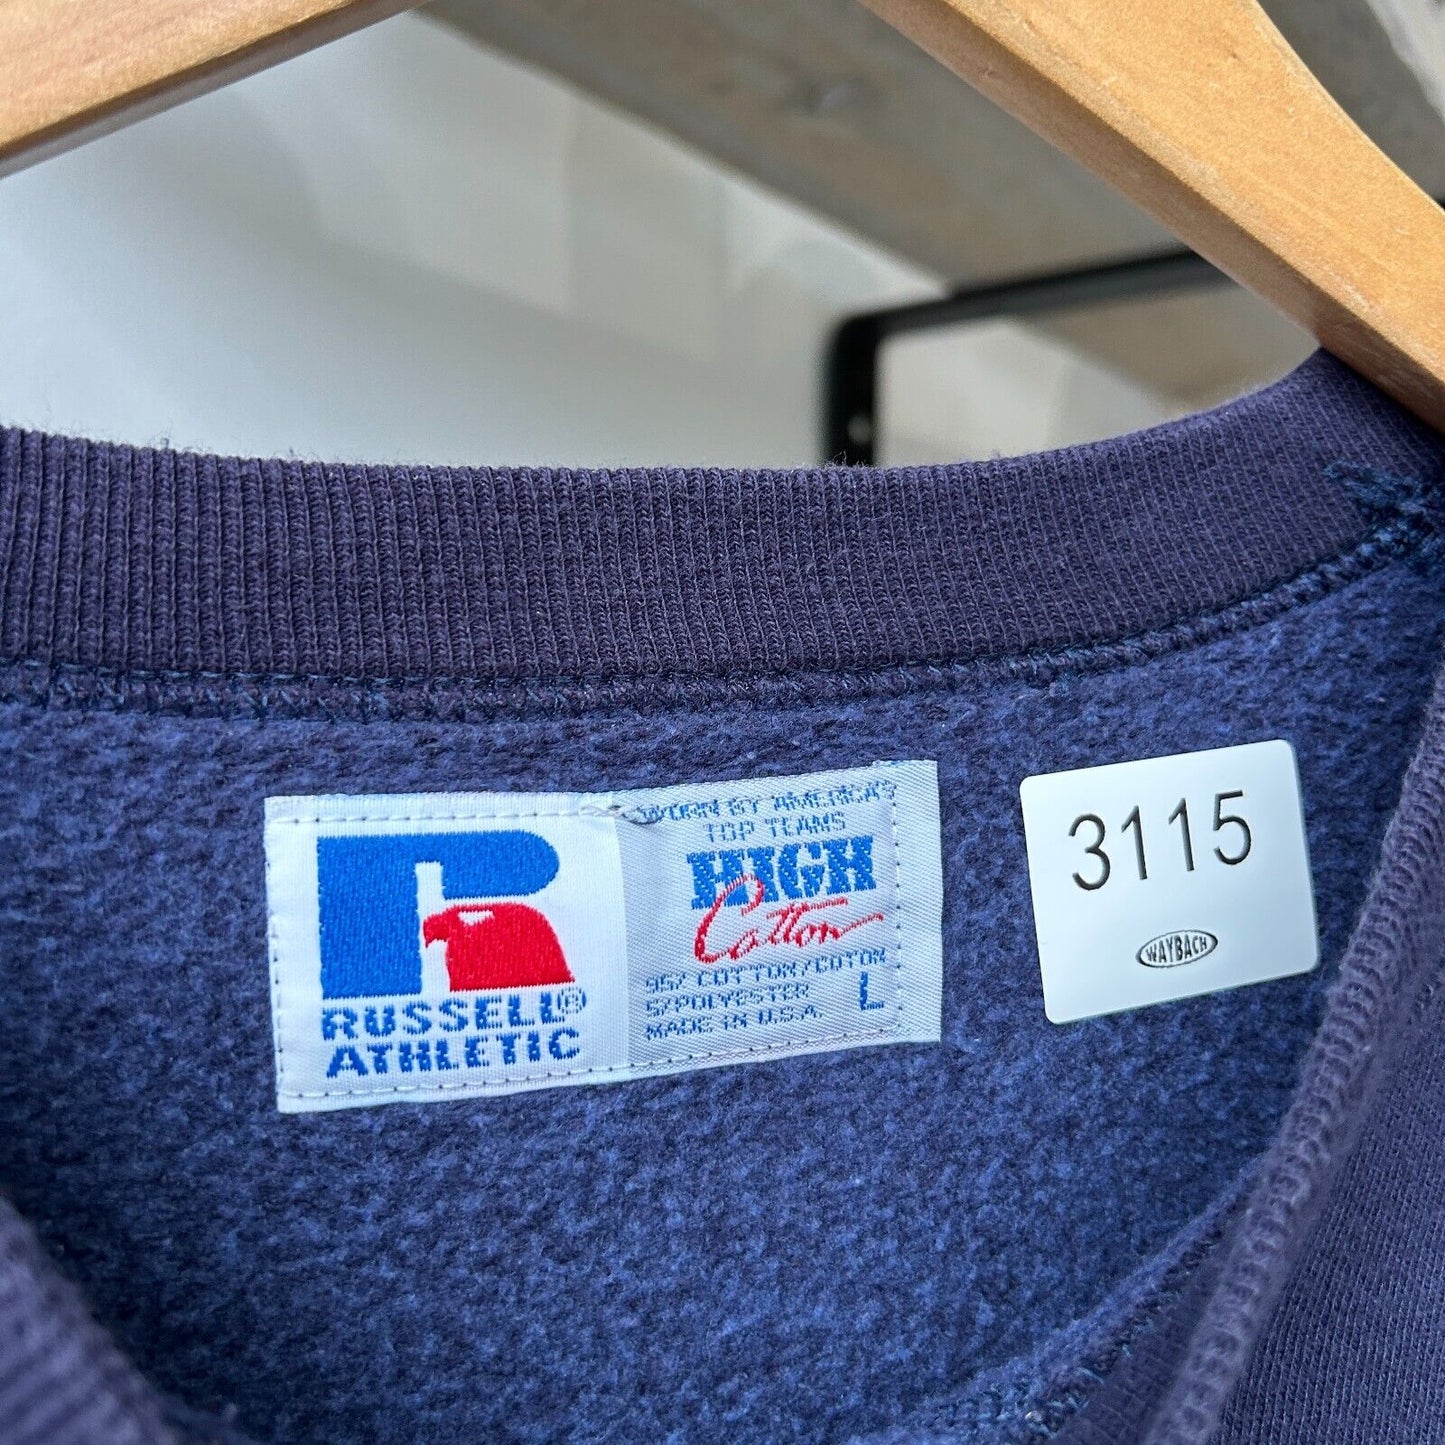 RUSSELL®
ATHLETIC
WORN BY AMERICA'S
TOP TEAMS
HIGH
Cotton
95% COTTON/COTON
5%POLYESTER
MADE IN U.S.A.
L
3115
WAYBACH